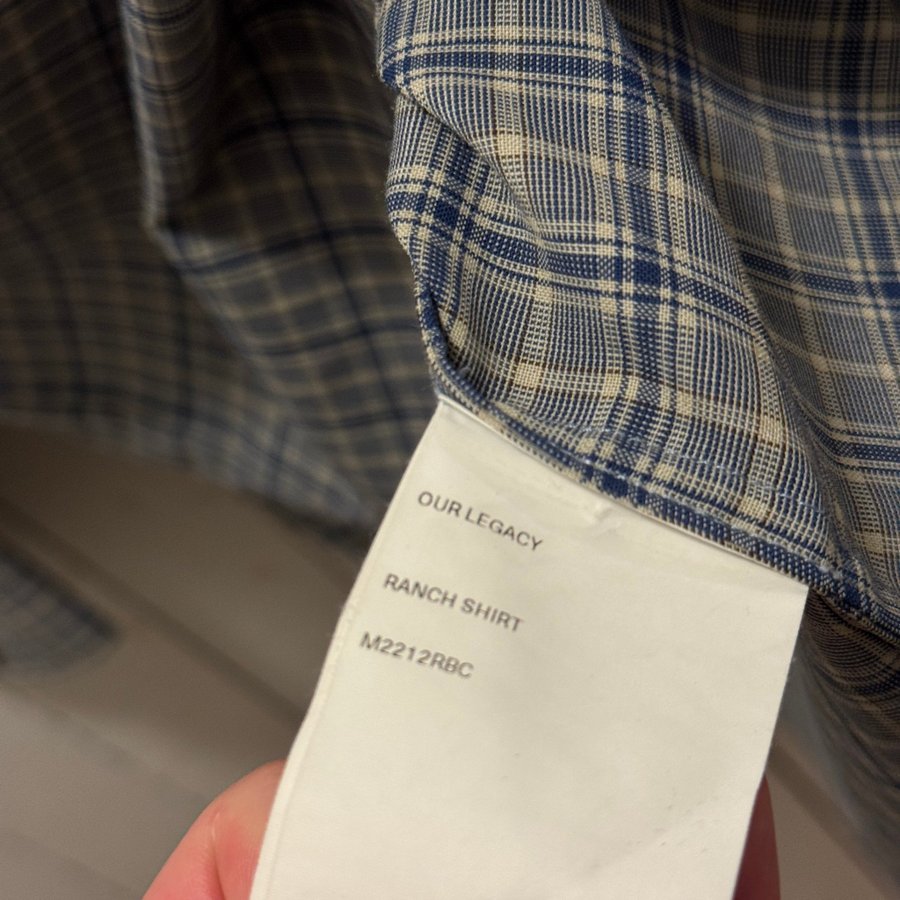 OUR LEGACY
RANCH SHIRT
M2212RBC